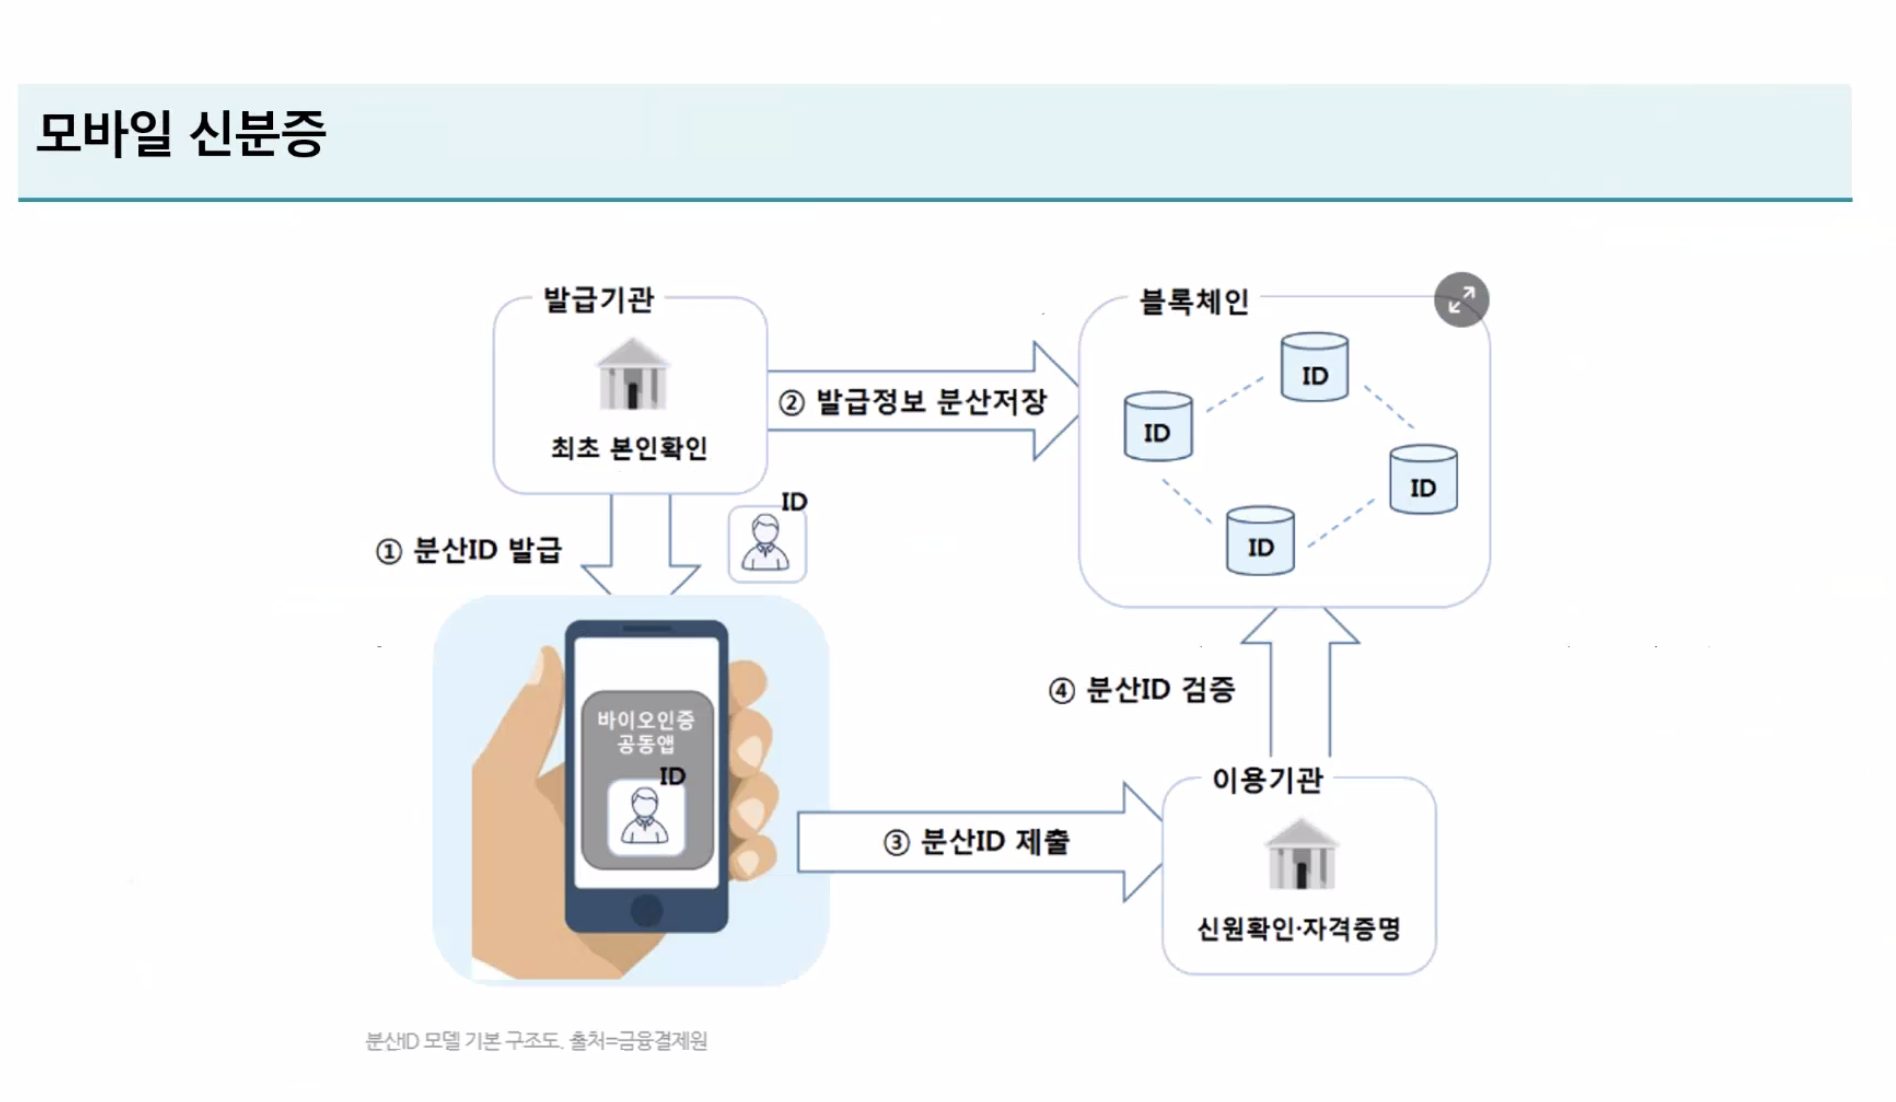 모바일 신분증
발급기관
최초 본인확인
② 발급정보 분산저장
블록체인
ID
ID
ID
ID
① 분산ID 발급
ID
바이오인증
공동앱
ID
③ 분산ID 제출
④ 분산ID 검증
이용기관
신원확인·자격증명
분산ID 모델 기본 구조도. 출처=금융결제원